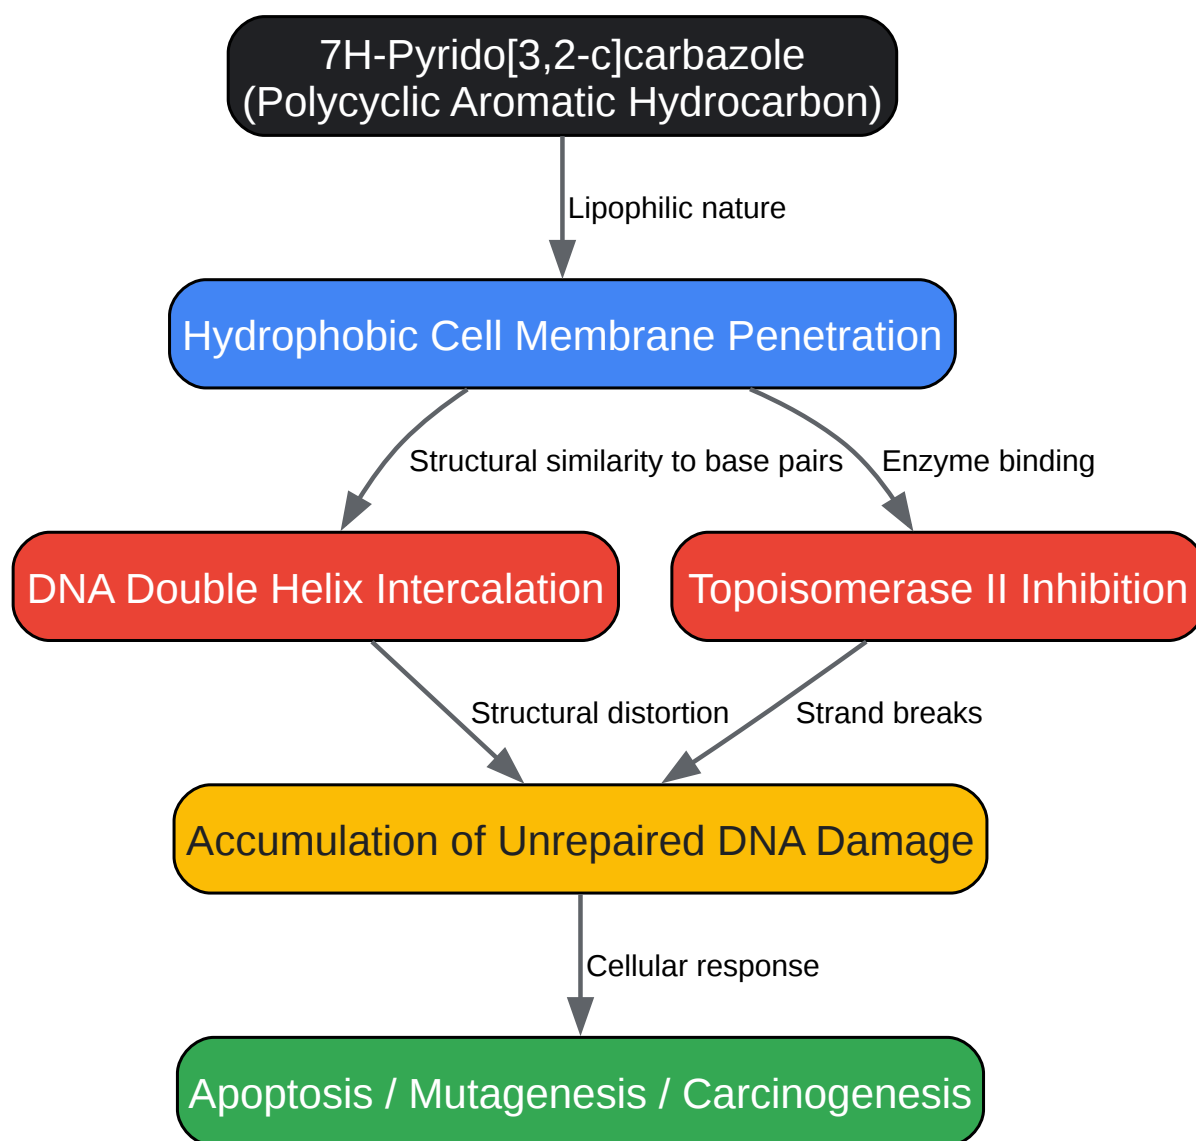 7H-Pyrido[3,2-c]carbazole
(Polycyclic Aromatic Hydrocarbon)
Lipophilic nature
Hydrophobic Cell Membrane Penetration
Structural similarity to base pairs
Enzyme binding
DNA Double Helix Intercalation
Topoisomerase II Inhibition
Structural distortion
Strand breaks
Accumulation of Unrepaired DNA Damage
Cellular response
Apoptosis / Mutagenesis / Carcinogenesis